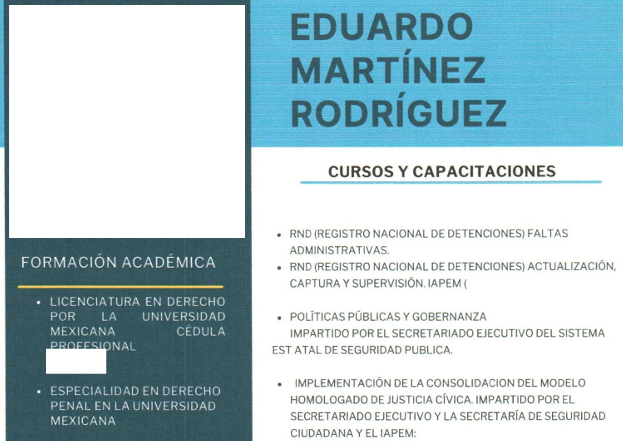 EDUARDO
MARTÍNEZ
RODRÍGUEZ
FORMACIÓN ACADÉMICA
• LICENCIATURA EN DERECHO
POR LA UNIVERSIDAD
MEXICANA CÉDULA
PROFESIONAL
• ESPECIALIDAD EN DERECHO
PENAL EN LA UNIVERSIDAD
MEXICANA
CURSOS Y CAPACITACIONES
• RND (REGISTRO NACIONAL DE DETENCIONES) FALTAS
ADMINISTRATIVAS.
• RND (REGISTRO NACIONAL DE DETENCIONES) ACTUALIZACIÓN,
CAPTURA Y SUPERVISIÓN. IAPEM (
• POLÍTICAS PÚBLICAS Y GOBERNANZA
IMPARTIDO POR EL SECRETARIADO EJECUTIVO DEL SISTEMA
EST ATAL DE SEGURIDAD PUBLICA.
• IMPLEMENTACIÓN DE LA CONSOLIDACION DEL MODELO
HOMOLOGADO DE JUSTICIA CÍVICA. IMPARTIDO POR EL
SECRETARIADO EJECUTIVO Y LA SECRETARÍA DE SEGURIDAD
CIUDADANA Y EL IAPEM: